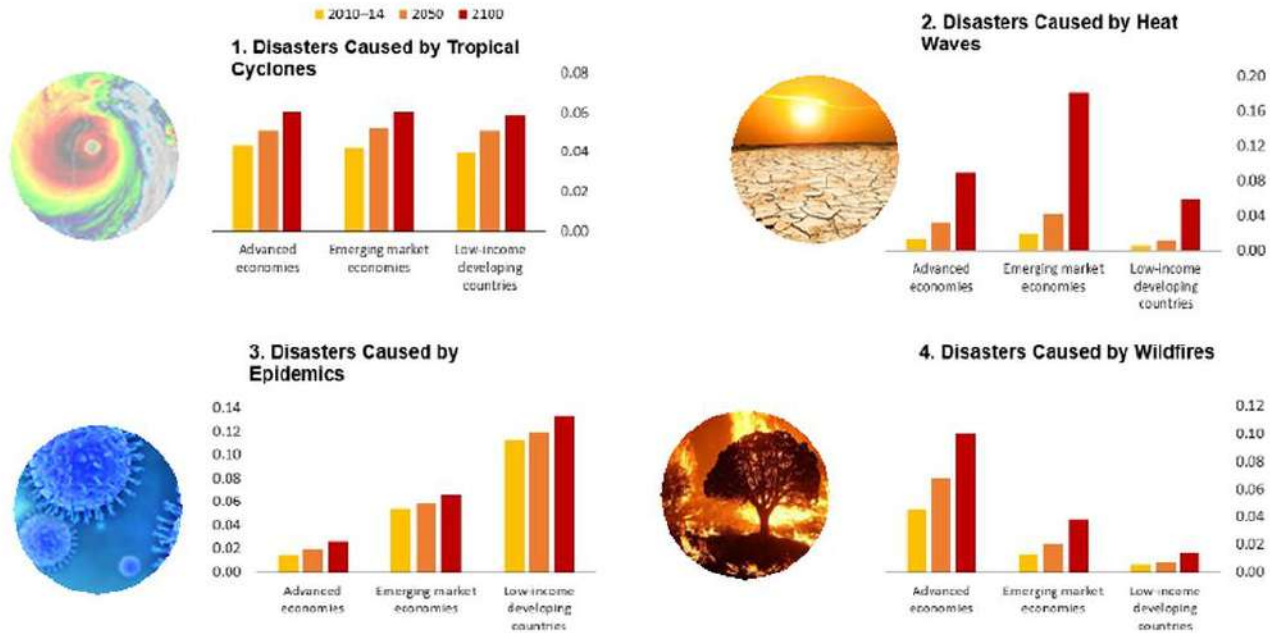 2010–14 2050 2100
1. Disasters Caused by Tropical
Cyclones
0.08
0.06
0.04
0.02
0.00
Advanced
economies
Emerging market
economies
Low-income
developing
countries
2. Disasters Caused by Heat
Waves
0.20
0.16
0.12
0.08
0.04
0.00
Advanced
economies
Emerging market
economies
Low-income
developing
countries
3. Disasters Caused by
Epidemics
0.14
0.12
0.10
0.08
0.06
0.04
0.02
0.00
Advanced
economies
Emerging market
economies
Low-income
developing
countries
4. Disasters Caused by Wildfires
0.12
0.10
0.08
0.06
0.04
0.02
0.00
Advanced
economies
Emerging market
economies
Low-income
developing
countries